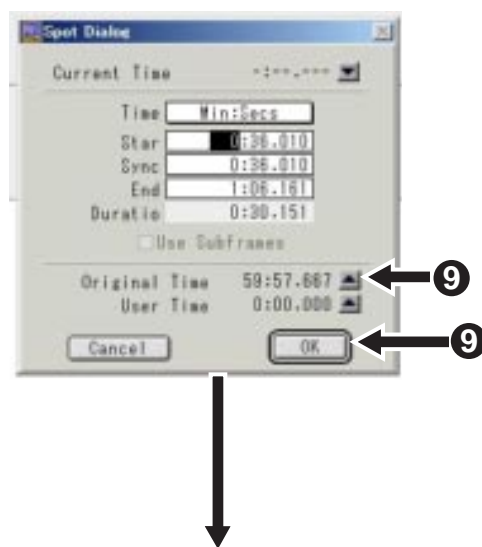 Spot Dialog
Current Time -:--.---
Time Min:Secs
Star 0:36.010
Sync 0:36.010
End 1:06.161
Duratio 0:30.151
Use Subframes
Original Time 59:57.667 9
User Time 0:00.000
Cancel OK 9